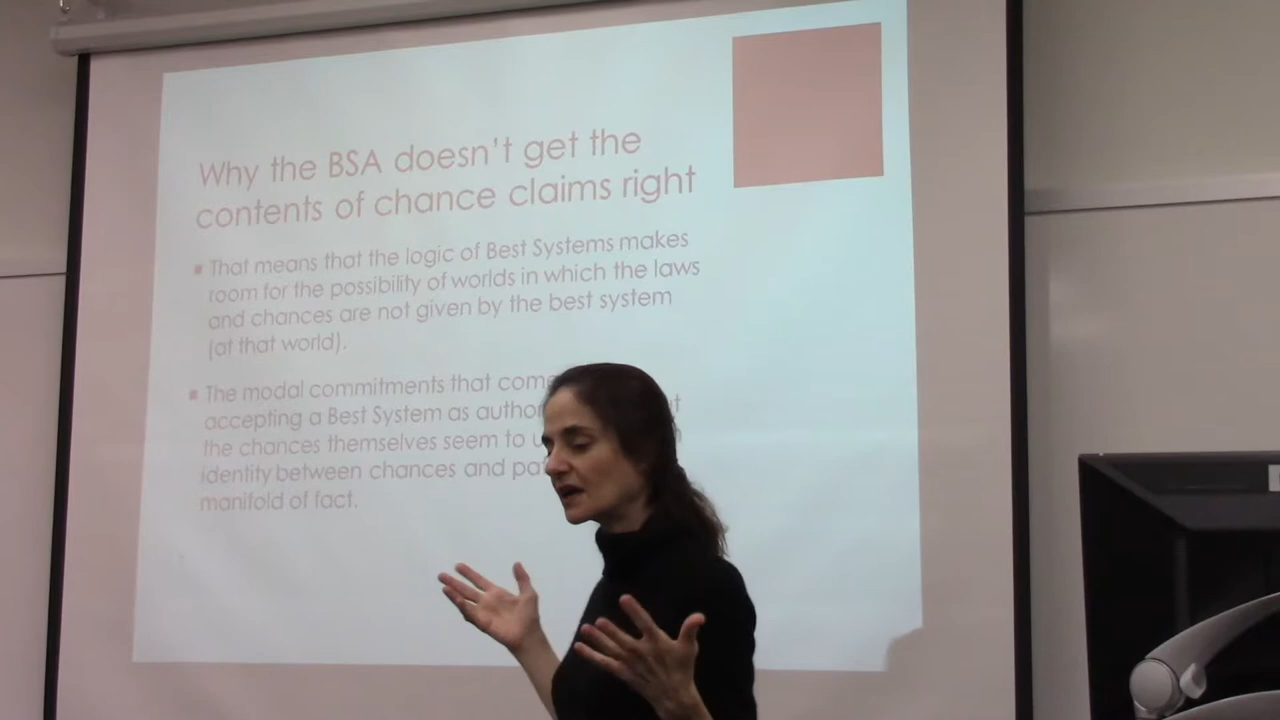 Why the BSA doesn't get the
contents of chance claims right
That means that the logic of Best Systems makes
room for the possibility of worlds in which the laws
and chances are not given by the best system
(at that world).
The modal commitments that
accepting a Best System as
the chances themselves seem to
identity between chances and
manifold of fact.